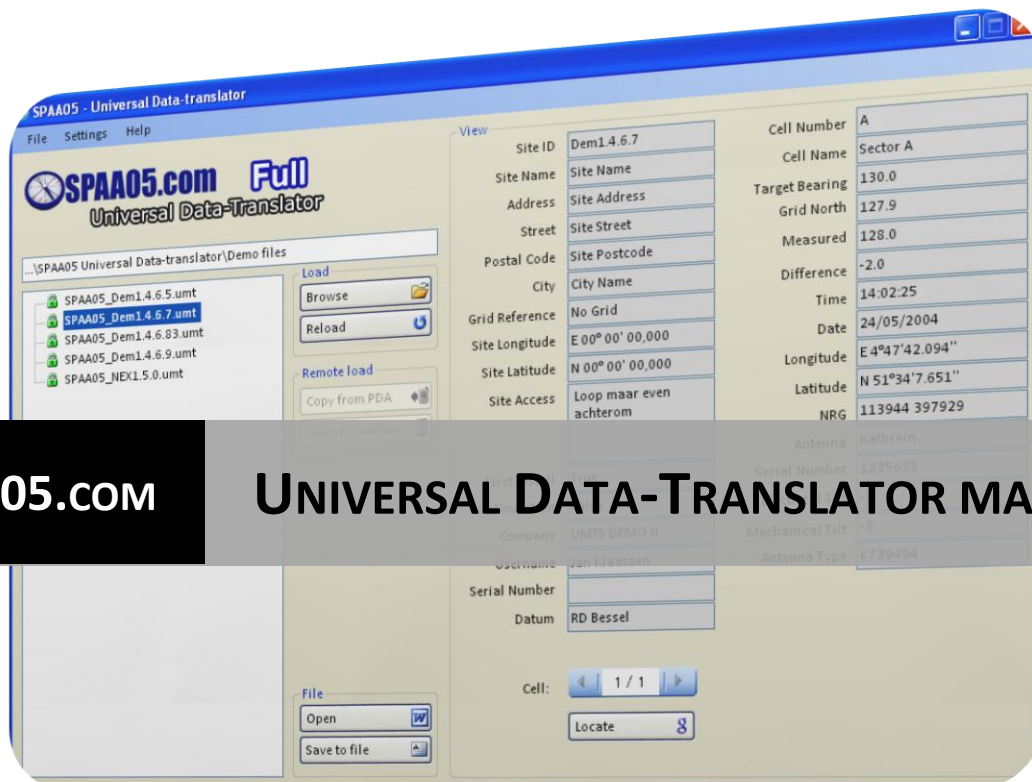 SPAA05 - Universal Data-translator
File Settings Help
SPAA05.com Full
Universal Data-Translator
...\SPAA05 Universal Data-translator\Demo files
SPAA05_Dem1.4.6.5.umt
SPAA05_Dem1.4.6.7.umt
SPAA05_Dem1.4.6.83.umt
SPAA05_Dem1.4.6.9.umt
SPAA05_NEX1.5.0.umt
Load
Browse
Reload
Remote load
Copy from PDA
Online Database
View
Site ID Dem1.4.6.7
Site Name Site Name
Address Site Address
Street Site Street
Postal Code Site Postcode
City City Name
Grid Reference No Grid
Site Longitude E 00° 00' 00,000
Site Latitude N 00° 00' 00,000
Site Access Loop maar even
achterom
Cell Number A
Cell Name Sector A
Target Bearing 130.0
Grid North 127.9
Measured 128.0
Difference -2.0
Time 14:02:25
Date 24/05/2004
Longitude E 4°47'42.094''
Latitude N 51°34'7.651''
NRG 113944 397929
Antenna Kathrein
Serial Number 1235698
Mechanical Tilt -3
Antenna Type K739494
05.COM UNIVERSAL DATA-TRANSLATOR MA
True
Company UMTS DEMO II
Username Jan Klaassen
Serial Number
Datum RD Bessel
Cell: 1 / 1
Locate g
File
Open
Save to file